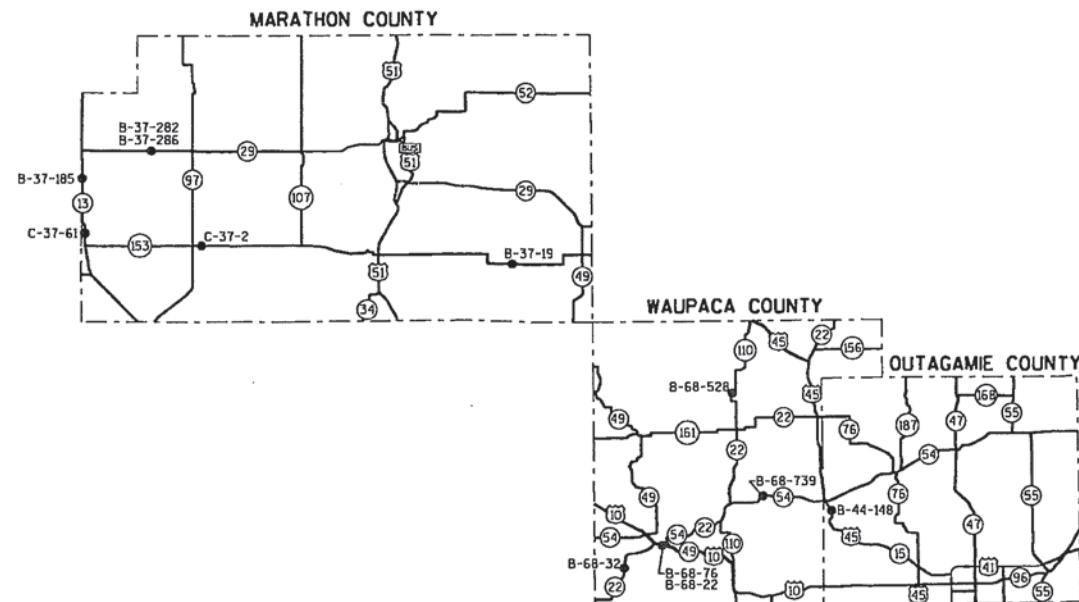 MARATHON COUNTY
51
52
B-37-282
B-37-286
29
BUS
51
B-37-185
97
107
29
13
C-37-61
153
C-37-2
B-37-19
51
49
34
WAUPACA COUNTY
110
45
22
156
OUTAGAMIE COUNTY
B-68-528
45
168
49
22
76
187
47
55
161
22
54
B-68-739
49
54
76
55
10
B-44-148
54
22
47
54
110
45
49
10
15
41
B-68-32
B-68-76
96
22
B-68-22
10
45
55